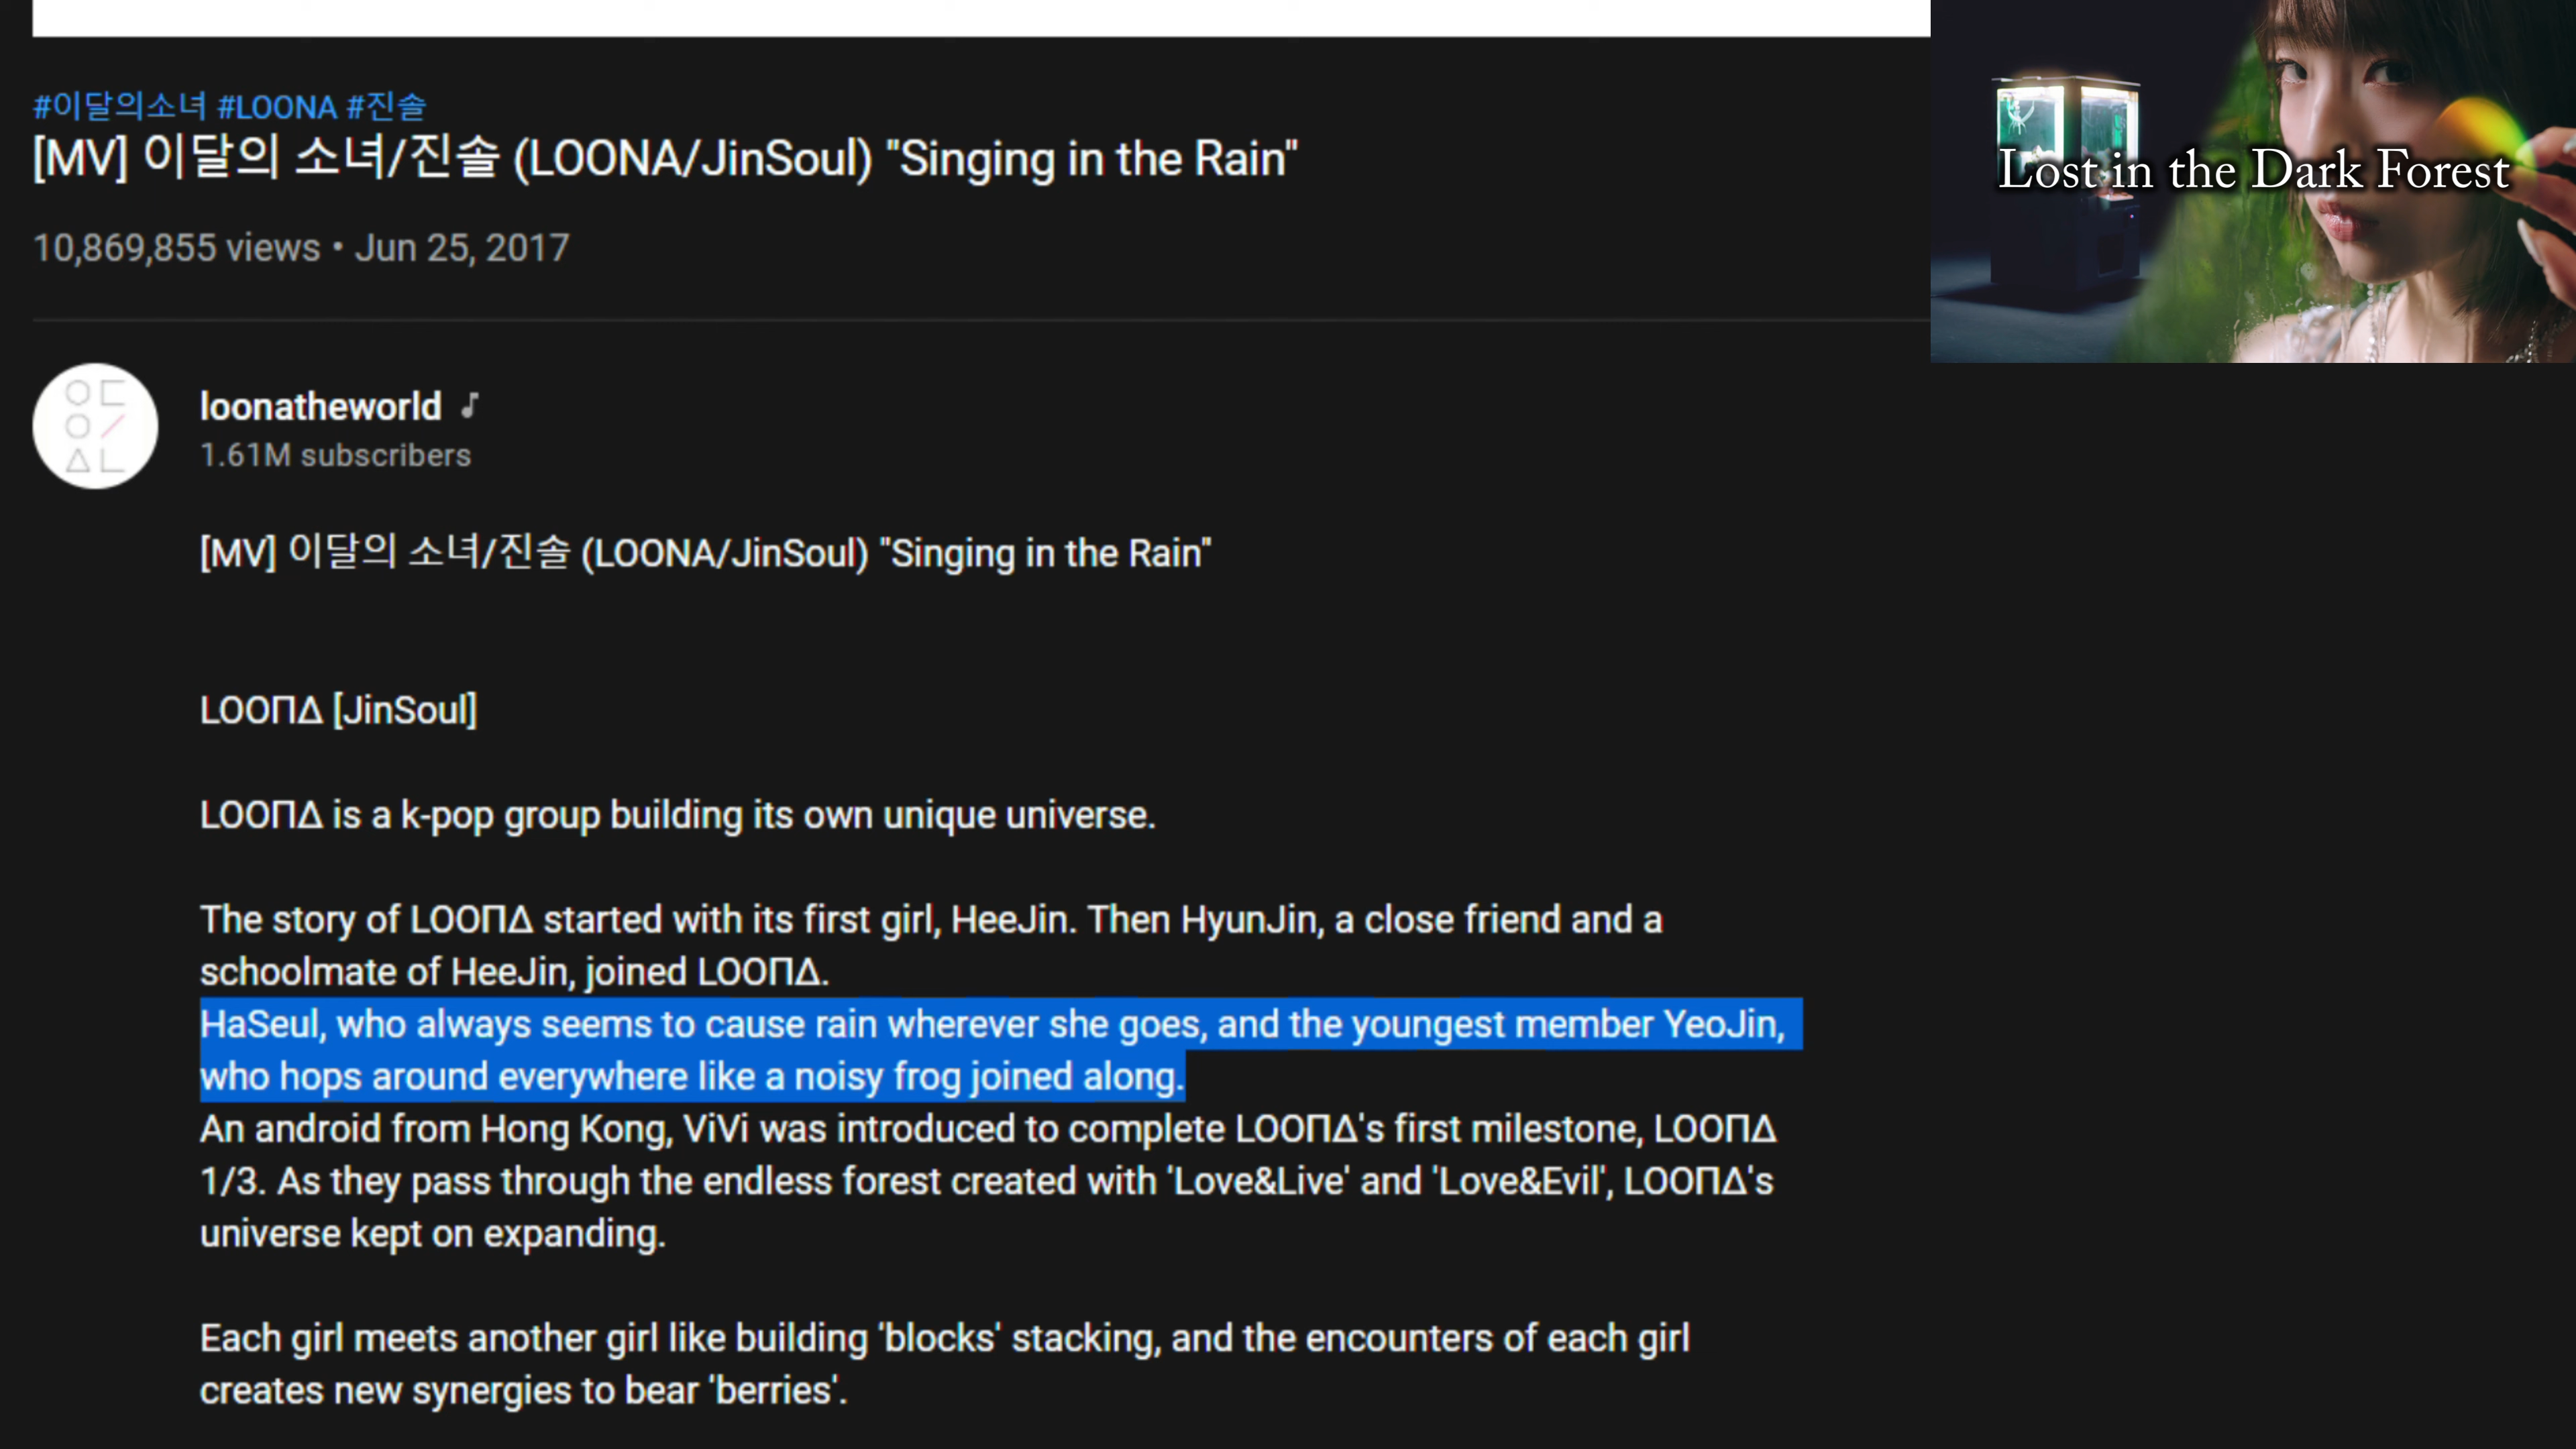 #이달의소녀 #LOONA #진솔
[MV] 이달의 소녀/진솔 (LOONA/JinSoul) "Singing in the Rain"
10,869,855 views • Jun 25, 2017
Lost in the Dark Forest
loonatheworld
1.61M subscribers
[MV] 이달의 소녀/진솔 (LOONA/JinSoul) "Singing in the Rain"
LOOΠΔ [JinSoul]
LOOΠΔ is a k-pop group building its own unique universe.
The story of LOOΠΔ started with its first girl, HeeJin. Then HyunJin, a close friend and a
schoolmate of HeeJin, joined LOOΠΔ.
HaSeul, who always seems to cause rain wherever she goes, and the youngest member YeoJin,
who hops around everywhere like a noisy frog joined along.
An android from Hong Kong, ViVi was introduced to complete LOOΠΔ's first milestone, LOOΠΔ
1/3. As they pass through the endless forest created with 'Love&Live' and 'Love&Evil', LOOΠΔ's
universe kept on expanding.
Each girl meets another girl like building 'blocks' stacking, and the encounters of each girl
creates new synergies to bear 'berries'.